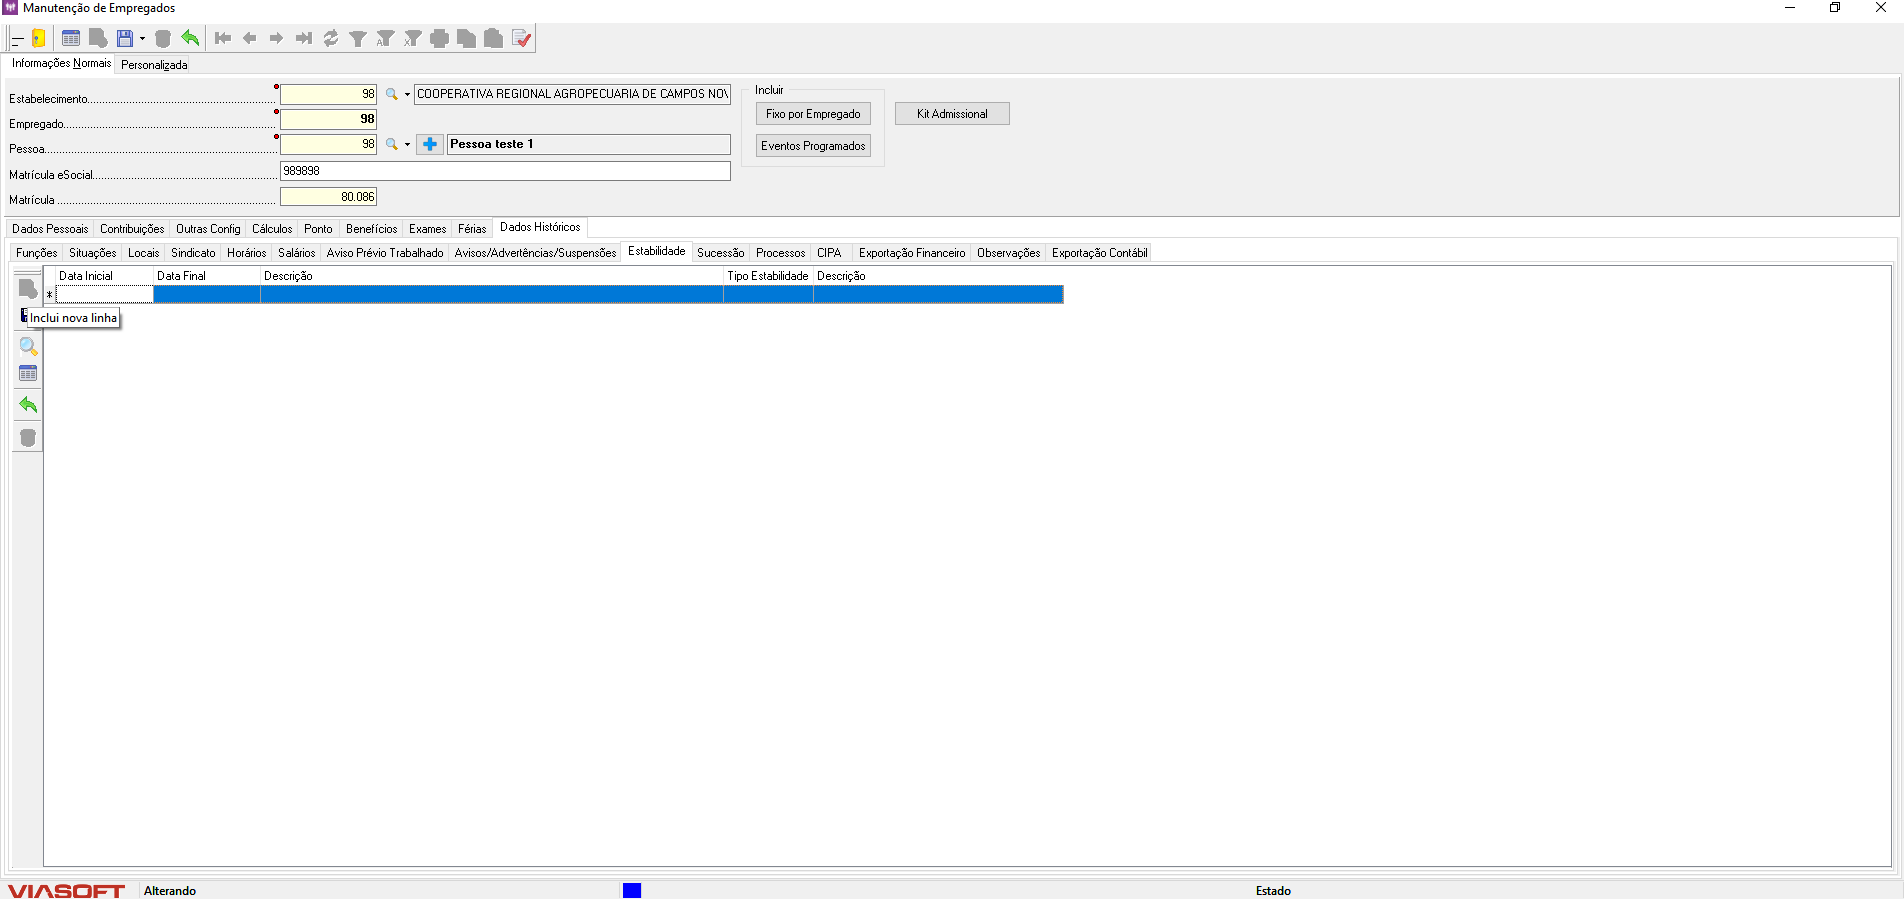 Manutenção de Empregados
Informações Normais Personalizada
Estabelecimento 98 COOPERATIVA REGIONAL AGROPECUARIA DE CAMPOS NOV
Empregado 98
Pessoa 98 Pessoa teste 1
Matrícula eSocial 989898
Matrícula 80.086
Incluir
Fixo por Empregado
Eventos Programados
Kit Admissional
Dados Pessoais Contribuições Outras Config Cálculos Ponto Benefícios Exames Férias Dados Históricos
Funções Situações Locais Sindicato Horários Salários Aviso Prévio Trabalhado Avisos/Advertências/Suspensões Estabilidade Sucessão Processos CIPA Exportação Financeiro Observações Exportação Contábil
Data Inicial Data Final Descrição Tipo Estabilidade Descrição
*
Inclui nova linha
VIASOFT Alterando Estado